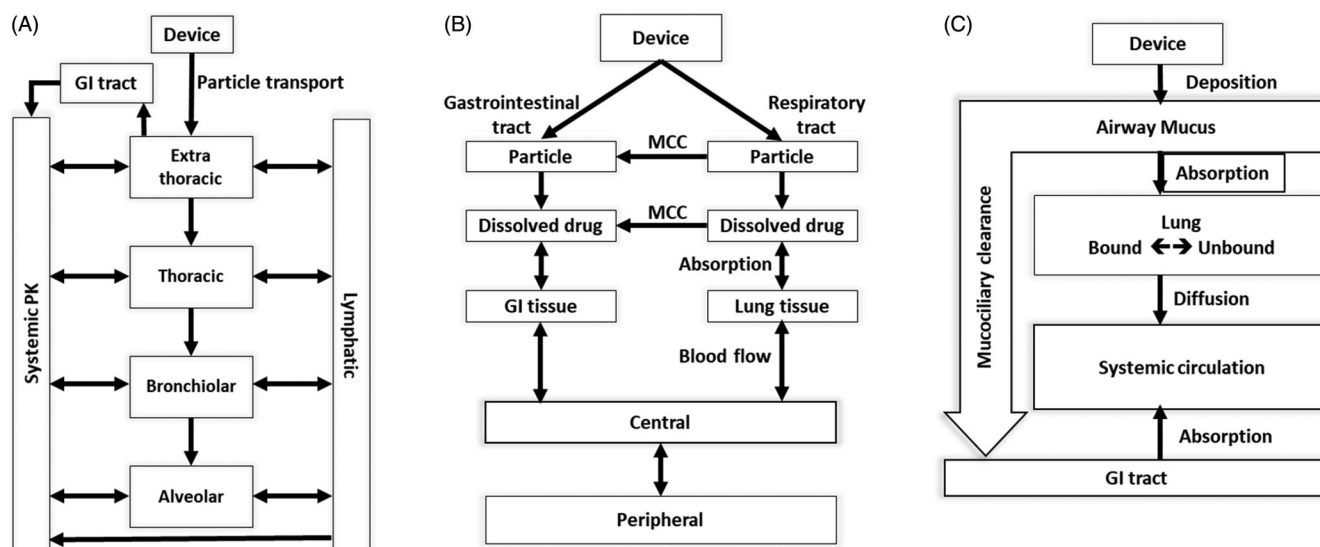 (A)
Device
GI tract
Particle transport
Extra
thoracic
Thoracic
Bronchiolar
Alveolar
Systemic PK
Lymphatic
(B)
Device
Gastrointestinal
tract
Respiratory
tract
Particle
MCC
Particle
Dissolved drug
MCC
Dissolved drug
Absorption
GI tissue
Lung tissue
Blood flow
Central
Peripheral
(C)
Device
Deposition
Airway Mucus
Absorption
Lung
Bound
Unbound
Diffusion
Mucociliary clearance
Systemic circulation
Absorption
GI tract